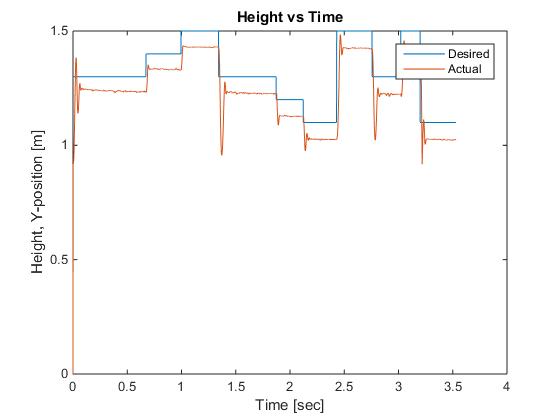 Height vs Time
1.5
Desired
Actual
1
Height, Y-position [m]
0.5
0
0 0.5 1 1.5 2 2.5 3 3.5 4
Time [sec]